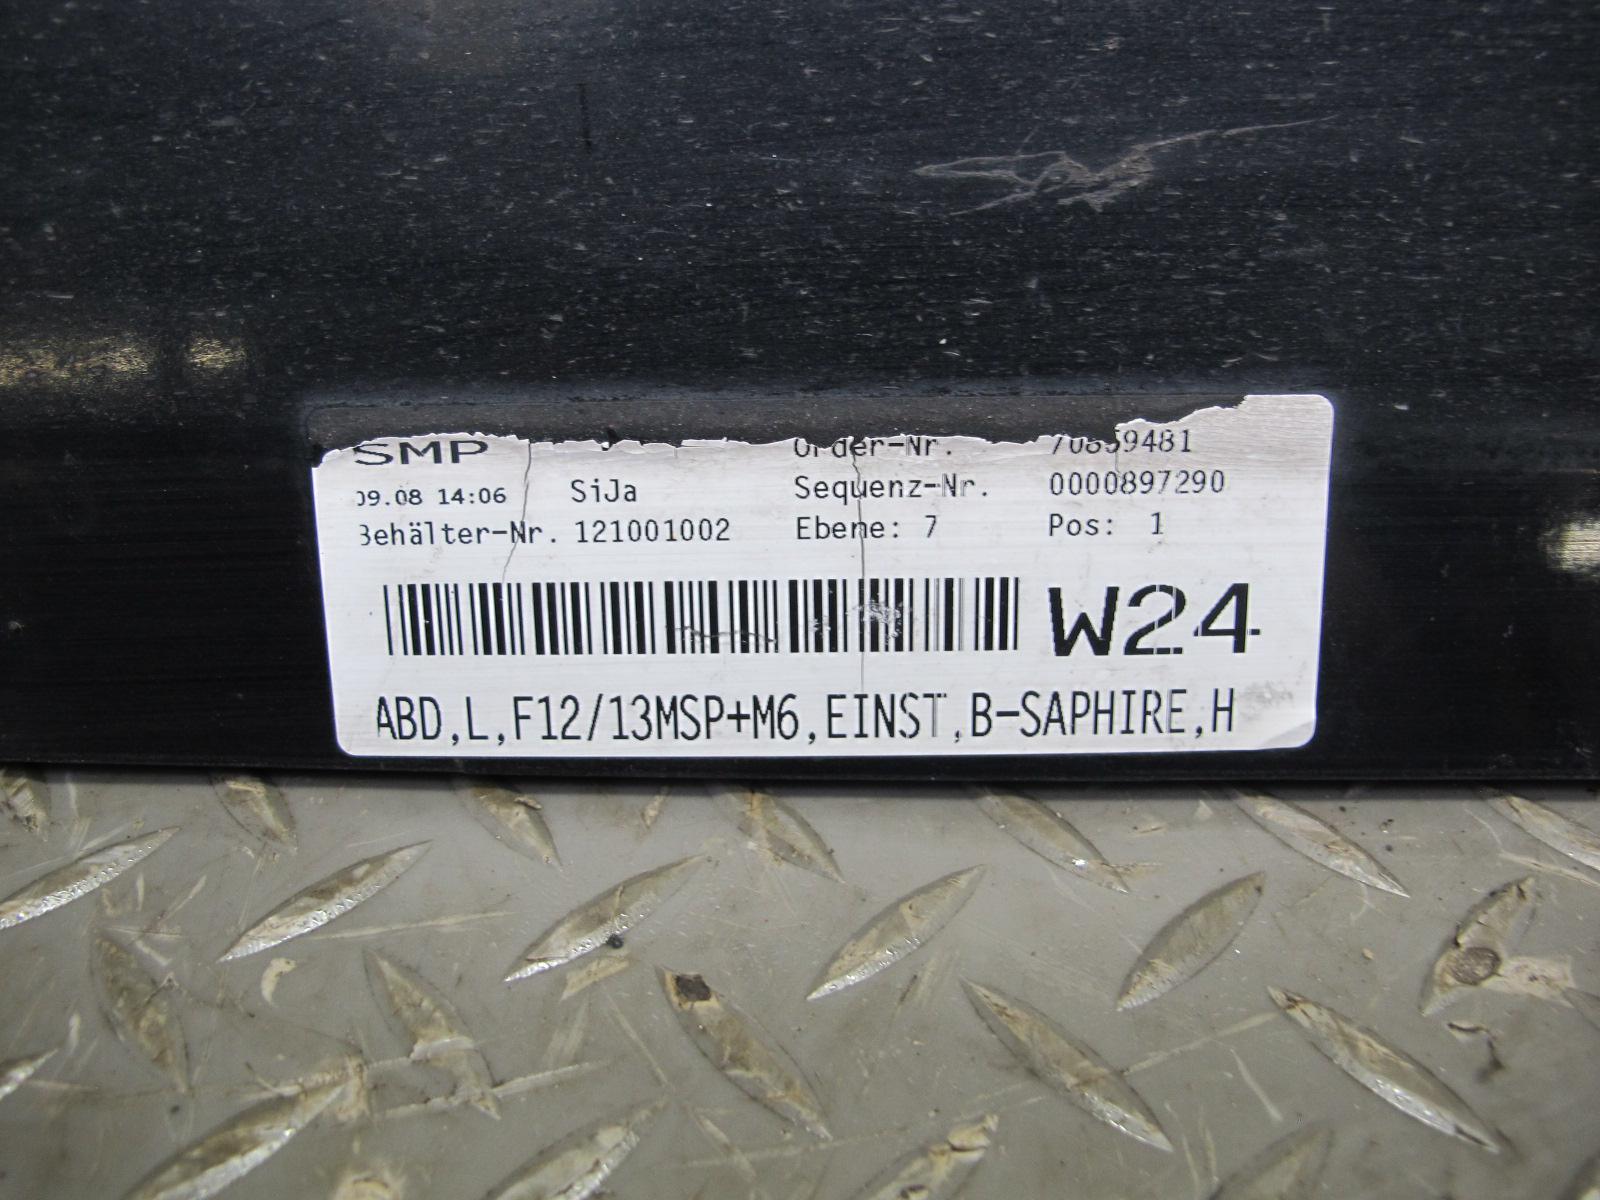 SMP Order-Nr. 70859481
09.08 14:06 SiJa Sequenz-Nr. 0000897290
Behälter-Nr. 121001002 Ebene: 7 Pos: 1
W24
ABD,L,F12/13MSP+M6,EINST,B-SAPHIRE,H